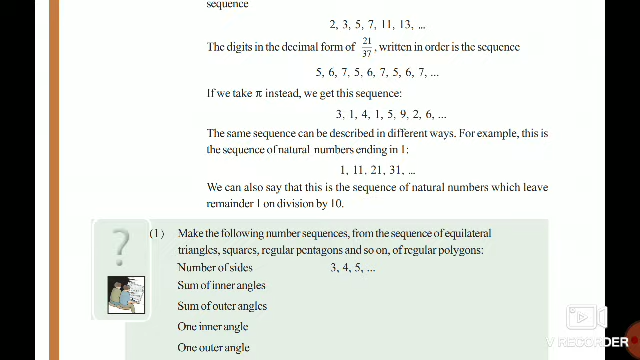 sequence
2, 3, 5, 7, 11, 13, ...
The digits in the decimal form of 21/37, written in order is the sequence
5, 6, 7, 5, 6, 7, 5, 6, 7, ...
If we take π instead, we get this sequence:
3, 1, 4, 1, 5, 9, 2, 6, ...
The same sequence can be described in different ways. For example, this is
the sequence of natural numbers ending in 1:
1, 11, 21, 31, ...
We can also say that this is the sequence of natural numbers which leave
remainder 1 on division by 10.
?
(1) Make the following number sequences, from the sequence of equilateral
triangles, squares, regular pentagons and so on, of regular polygons:
Number of sides 3, 4, 5, ...
Sum of inner angles
Sum of outer angles
One inner angle
One outer angle
V RECORDER